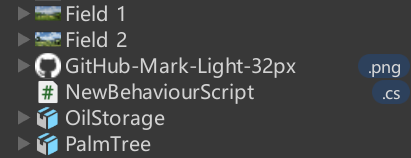 Field 1
Field 2
GitHub-Mark-Light-32px .png
NewBehaviourScript .cs
OilStorage
PalmTree